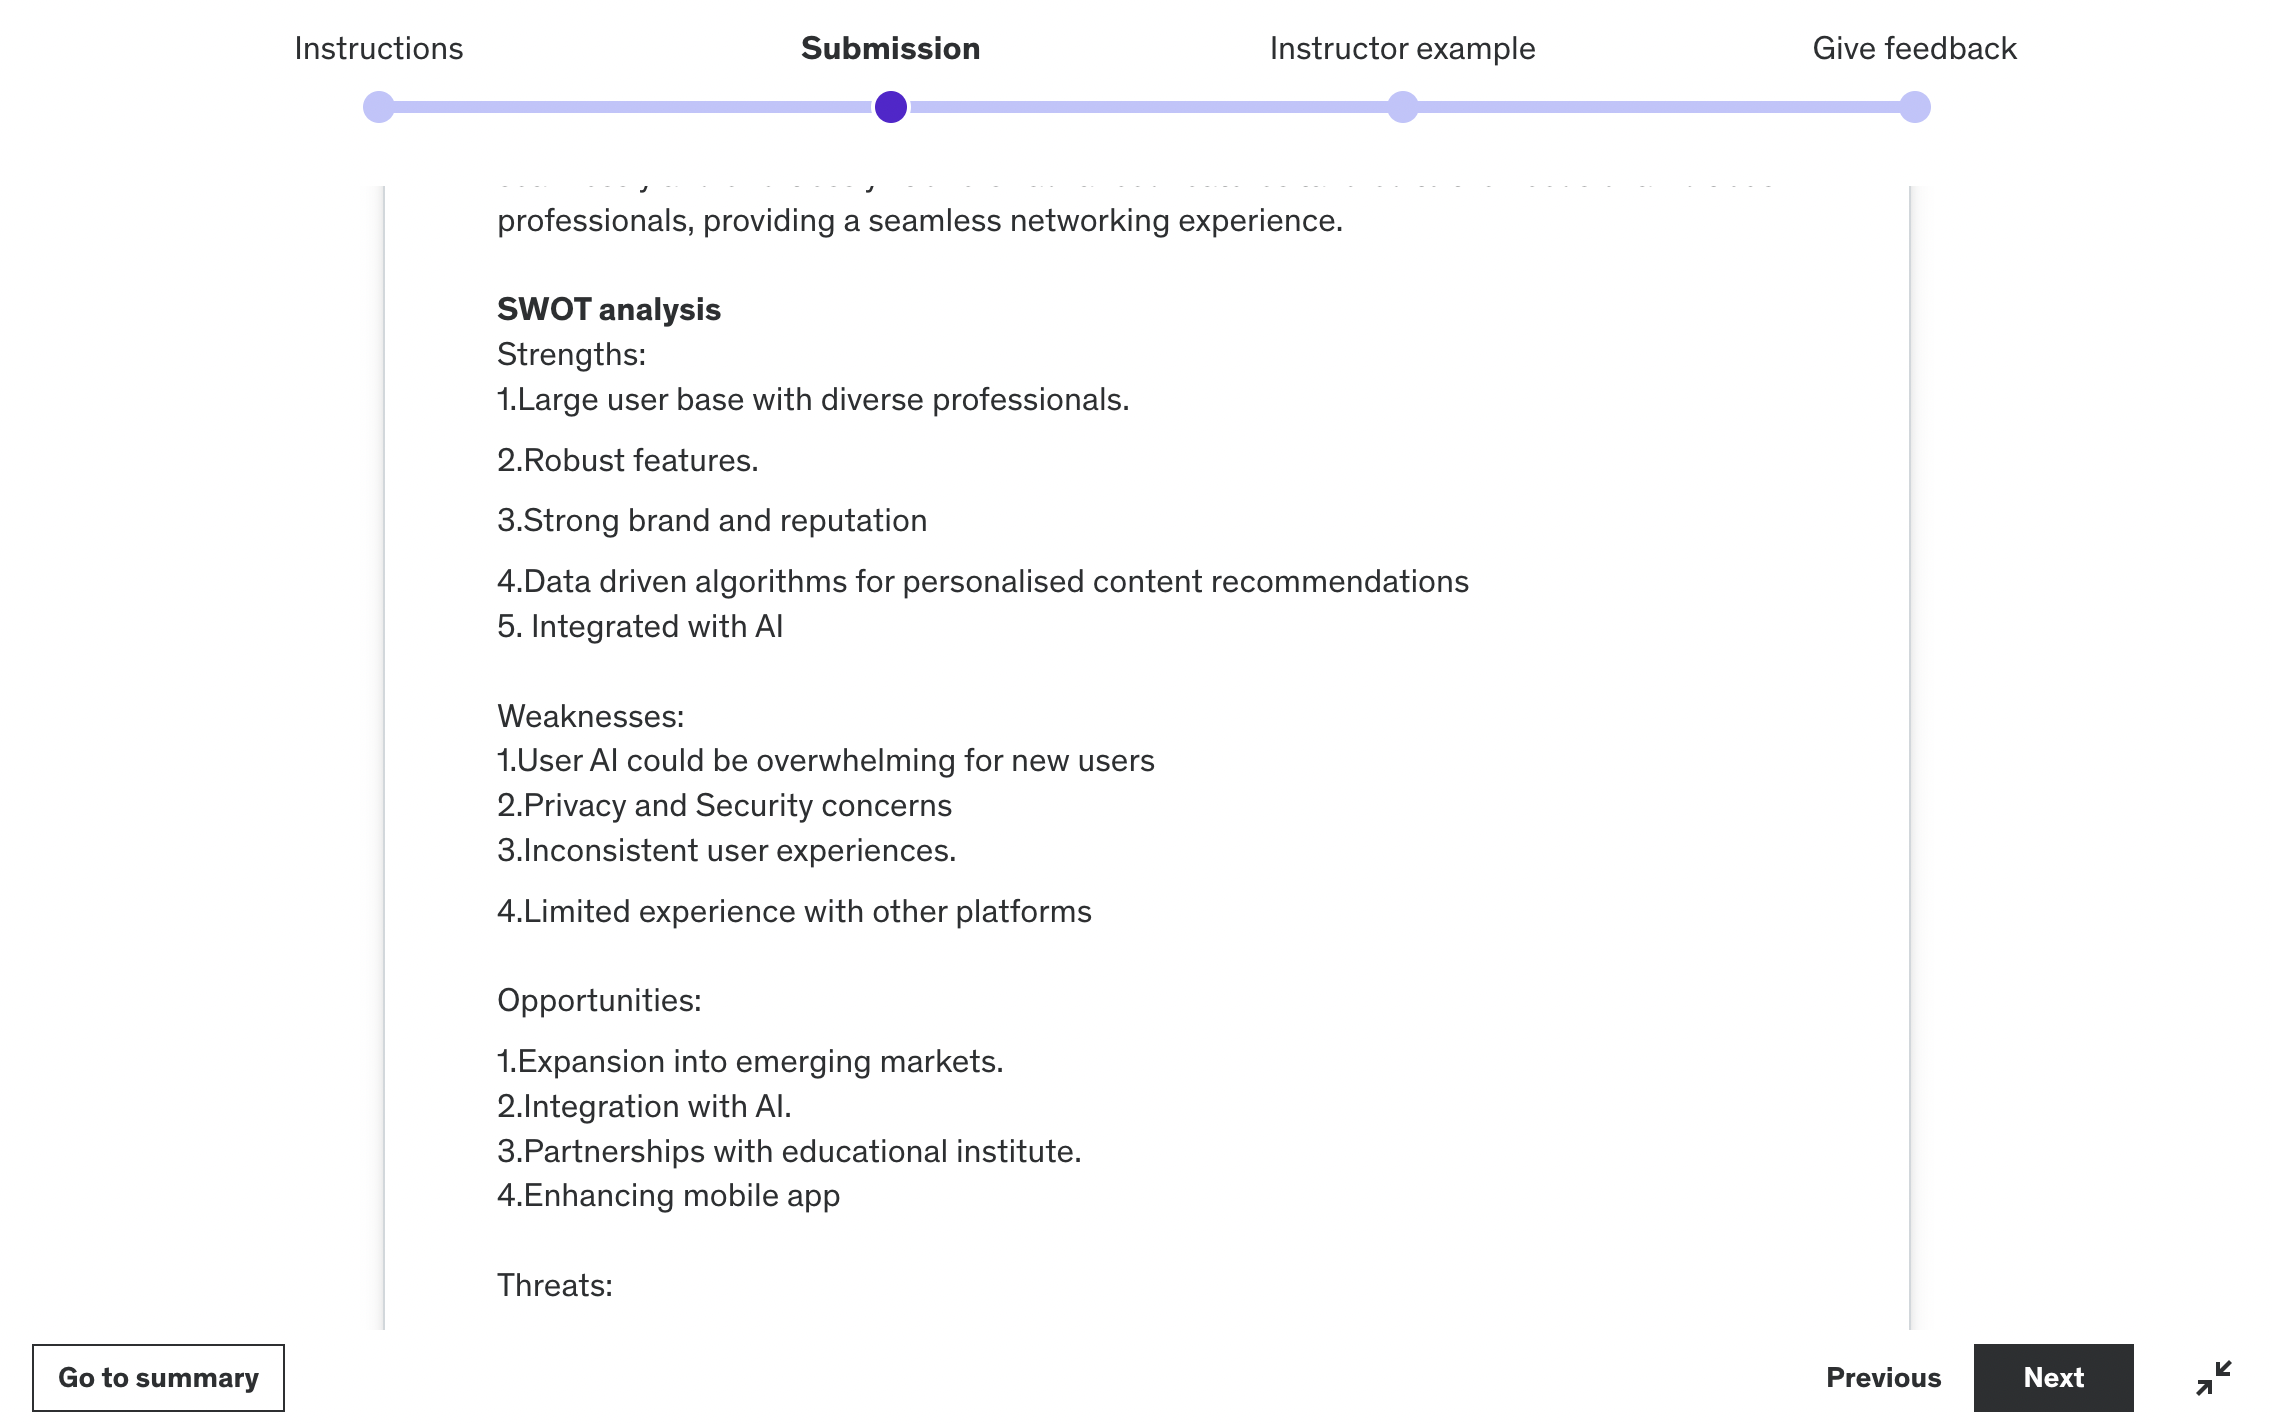 Instructions
Submission
Instructor example
Give feedback
professionals, providing a seamless networking experience.
SWOT analysis
Strengths:
1.Large user base with diverse professionals.
2.Robust features.
3.Strong brand and reputation
4.Data driven algorithms for personalised content recommendations
5. Integrated with AI
Weaknesses:
1.User AI could be overwhelming for new users
2.Privacy and Security concerns
3.Inconsistent user experiences.
4.Limited experience with other platforms
Opportunities:
1.Expansion into emerging markets.
2.Integration with AI.
3.Partnerships with educational institute.
4.Enhancing mobile app
Threats:
Go to summary
Previous
Next